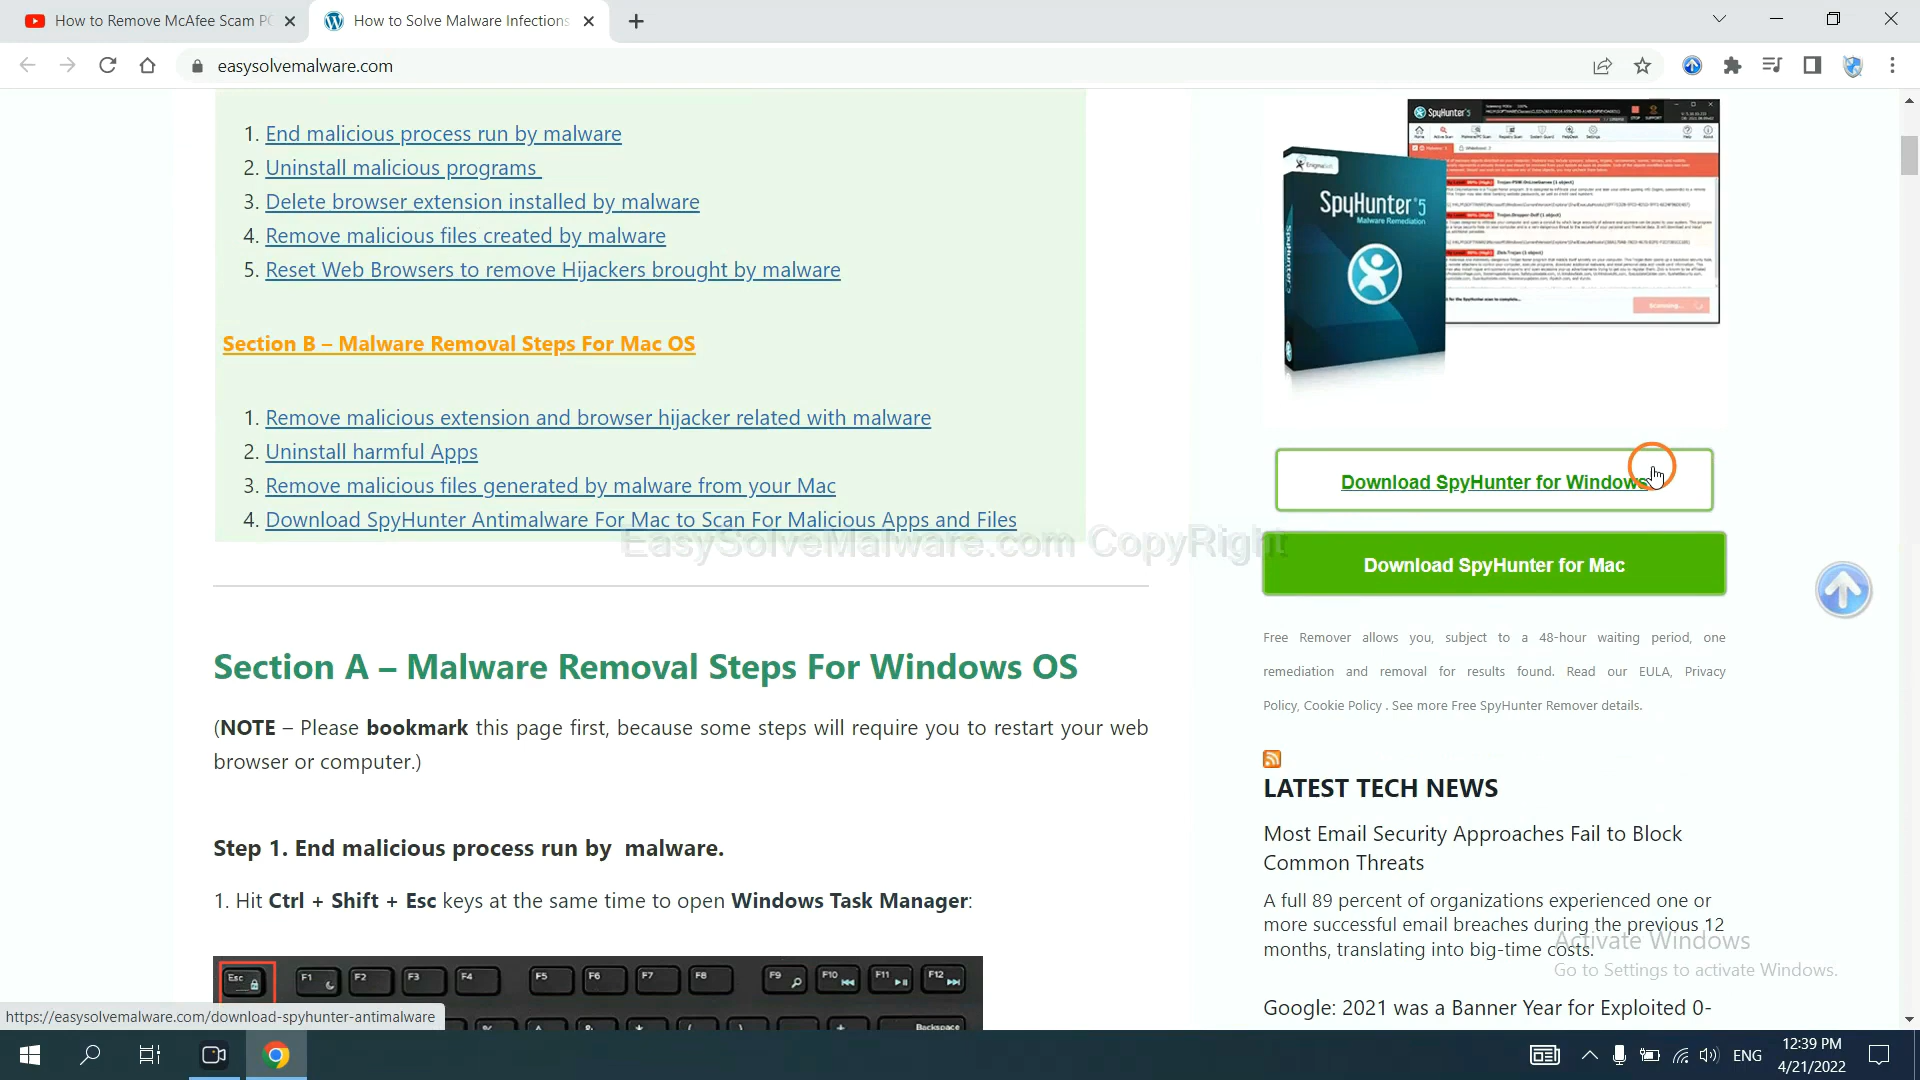 How to Remove McAfee Scam PC
How to Solve Malware Infections
easysolvemalware.com
1. End malicious process run by malware
2. Uninstall malicious programs
3. Delete browser extension installed by malware
4. Remove malicious files created by malware
5. Reset Web Browsers to remove Hijackers brought by malware
Section B – Malware Removal Steps For Mac OS
1. Remove malicious extension and browser hijacker related with malware
2. Uninstall harmful Apps
3. Remove malicious files generated by malware from your Mac
4. Download SpyHunter Antimalware For Mac to Scan For Malicious Apps and Files
EasySolveMalware.com CopyRight
Section A – Malware Removal Steps For Windows OS
(NOTE – Please bookmark this page first, because some steps will require you to restart your web
browser or computer.)
Step 1. End malicious process run by malware.
1. Hit Ctrl + Shift + Esc keys at the same time to open Windows Task Manager:
Esc F1 F2 F3 F4 F5 F6 F7 F8 F9 F10 F11 F12
Backspace
SpyHunter 5
EnigmaSoft
SpyHunter 5
Malware Remediation
SpyHunter
Scanning...
Download SpyHunter for Windows
Download SpyHunter for Mac
Free Remover allows you, subject to a 48-hour waiting period, one
remediation and removal for results found. Read our EULA, Privacy
Policy, Cookie Policy . See more Free SpyHunter Remover details.
LATEST TECH NEWS
Most Email Security Approaches Fail to Block
Common Threats
A full 89 percent of organizations experienced one or
more successful email breaches during the previous 12
months, translating into big-time costs.
Google: 2021 was a Banner Year for Exploited 0-
Activate Windows
Go to Settings to activate Windows.
https://easysolvemalware.com/download-spyhunter-antimalware
ENG
12:39 PM
4/21/2022